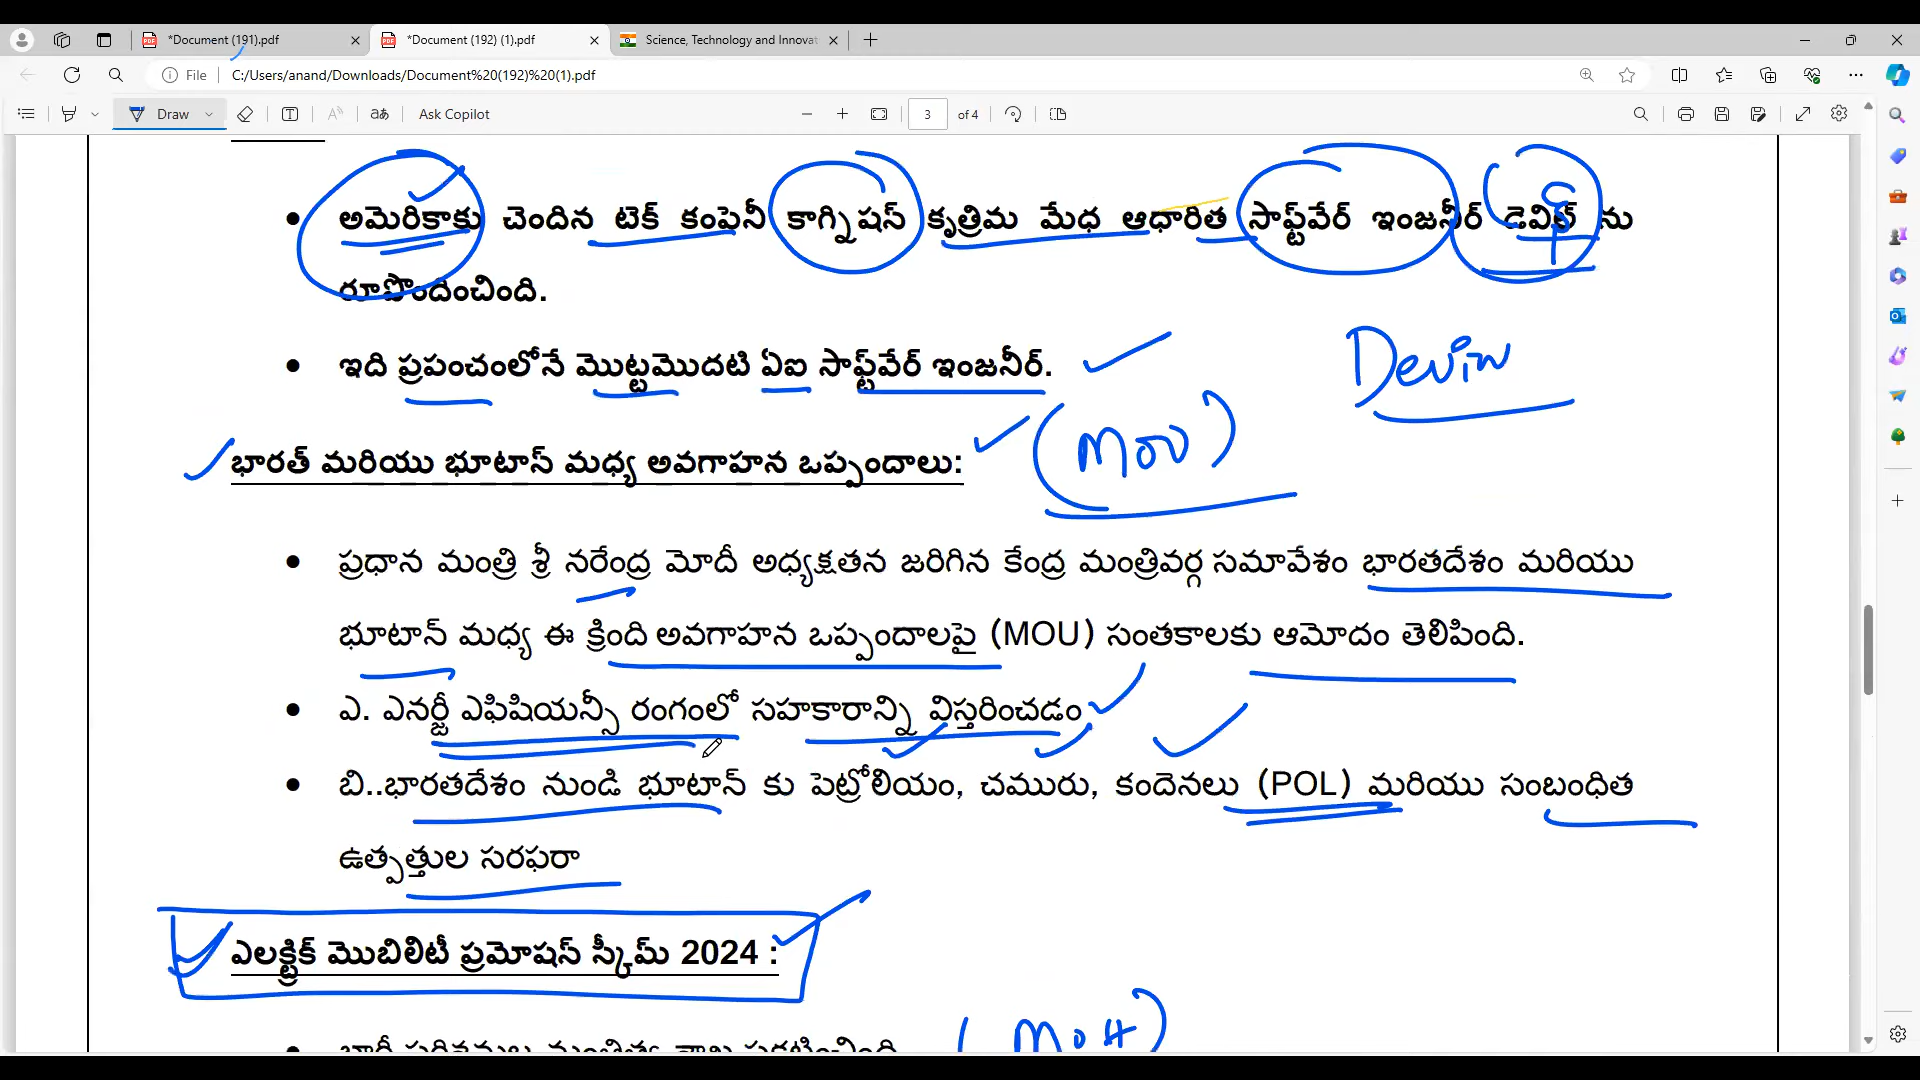 *Document (191).pdf
*Document (192) (1).pdf
Science, Technology and Innovat
File
C:/Users/anand/Downloads/Document%20(192)%20(1).pdf
Draw
Ask Copilot
3 of 4
అమెరికాకు చెందిన టెక్ కంపెనీ కాగ్నిషన్ కృత్రిమ మేధ ఆధారిత సాఫ్ట్‌వేర్ ఇంజనీర్ డెవిన్ ను
రూపొందించింది.
ఇది ప్రపంచంలోనే మొట్టమొదటి ఏఐ సాఫ్ట్‌వేర్ ఇంజనీర్.
Devin
(MOU)
భారత్ మరియు భూటాన్ మధ్య అవగాహన ఒప్పందాలు:
ప్రధాన మంత్రి శ్రీ నరేంద్ర మోదీ అధ్యక్షతన జరిగిన కేంద్ర మంత్రివర్గ సమావేశం భారతదేశం మరియు
భూటాన్ మధ్య ఈ క్రింది అవగాహన ఒప్పందాలపై (MOU) సంతకాలకు ఆమోదం తెలిపింది.
ఎ. ఎనర్జీ ఎఫిషియన్సీ రంగంలో సహకారాన్ని విస్తరించడం
బి..భారతదేశం నుండి భూటాన్ కు పెట్రోలియం, చమురు, కందెనలు (POL) మరియు సంబంధిత
ఉత్పత్తుల సరఫరా
ఎలక్ట్రిక్ మొబిలిటీ ప్రమోషన్ స్కీమ్ 2024 :
(MOH)